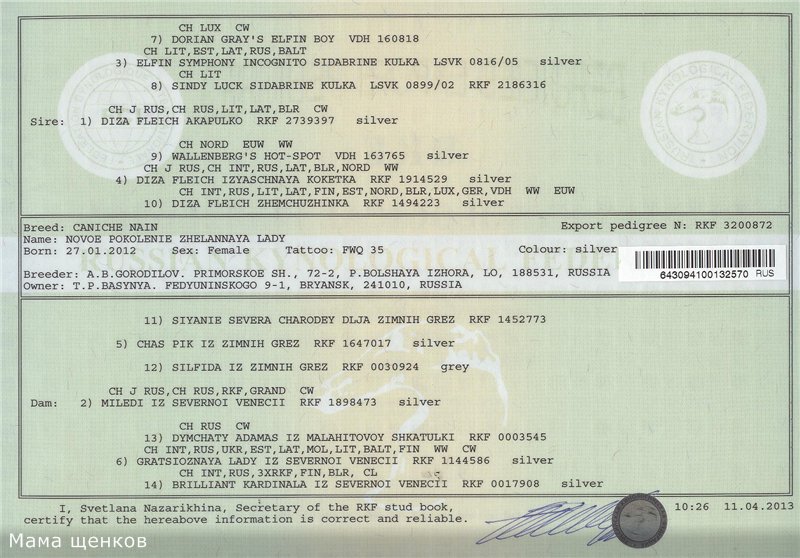 CH LUX CW
7) DORIAN GRAY'S ELFIN BOY VDH 160818
CH LIT,EST,LAT,RUS,BALT
3) ELFIN SYMPHONY INCOGNITO SIDABRINE KULKA LSVK 0816/05 silver
CH LIT
8) SINDY LUCK SIDABRINE KULKA LSVK 0899/02 RKF 2186316
CH J RUS,CH RUS,LIT,LAT,BLR CW
Sire: 1) DIZA FLEICH AKAPULKO RKF 2739397 silver
CH NORD EUW WW
9) WALLENBERG'S HOT-SPOT VDH 163765 silver
CH J RUS,CH INT,RUS,LAT,BLR,NORD WW
4) DIZA FLEICH IZYASCHNAYA KOKETKA RKF 1914529 silver
CH INT,RUS,LIT,LAT,FIN,EST,NORD,BLR,LUX,GER,VDH WW EUW
10) DIZA FLEICH ZHEMCHUZHINKA RKF 1494223 silver
Breed: CANICHE NAIN Export pedigree N: RKF 3200872
Name: NOVOE POKOLENIE ZHELANNAYA LADY
Born: 27.01.2012 Sex: Female Tattoo: FWQ 35 Colour: silver
Breeder: A.B.GORODILOV. PRIMORSKOE SH., 72-2, P.BOLSHAYA IZHORA, LO, 188531, RUSSIA
643094100132570 RUS
Owner: T.P.BASYNYA. FEDYUNINSKOGO 9-1, BRYANSK, 241010, RUSSIA
11) SIYANIE SEVERA CHARODEY DLJA ZIMNIH GREZ RKF 1452773
5) CHAS PIK IZ ZIMNIH GREZ RKF 1647017 silver
12) SILFIDA IZ ZIMNIH GREZ RKF 0030924 grey
CH J RUS,CH RUS,RKF,GRAND CW
Dam: 2) MILEDI IZ SEVERNOI VENECII RKF 1898473 silver
CH RUS CW
13) DYMCHATY ADAMAS IZ MALAHITOVOY SHKATULKI RKF 0003545
CH INT,RUS,UKR,EST,LAT,MOL,LIT,BALT,FIN WW CW
6) GRATSIOZNAYA LADY IZ SEVERNOI VENECII RKF 1144586 silver
CH INT,RUS,3XRKF,FIN,BLR, CL
14) BRILLIANT KARDINALA IZ SEVERNOI VENECII RKF 0017908 silver
I, Svetlana Nazarikhina, Secretary of the RKF stud book,
certify that the hereabove information is correct and reliable.
10:26 11.04.2013
Мама щенков